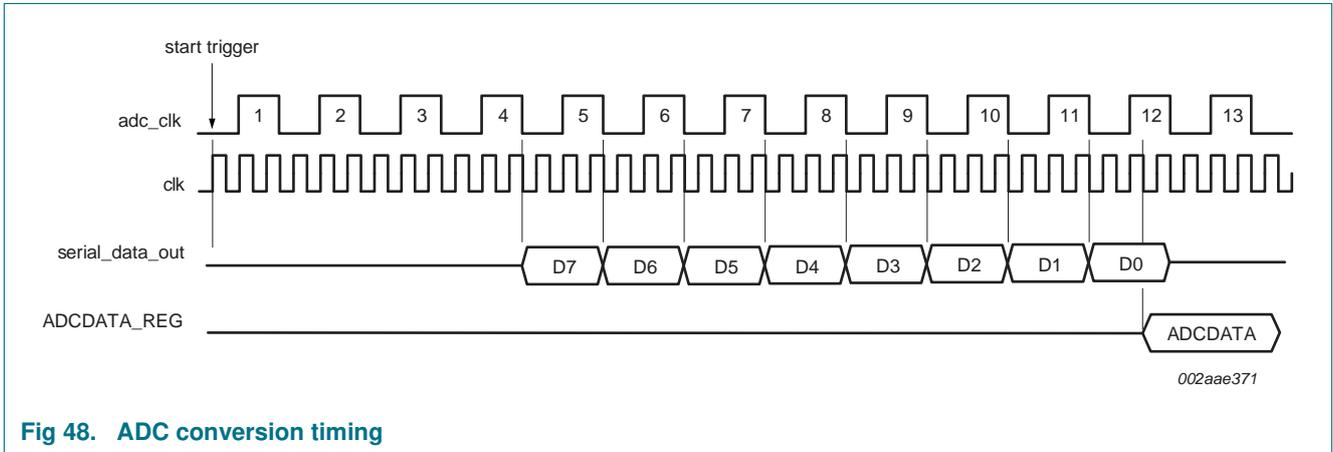 start trigger
adc_clk
1 2 3 4 5 6 7 8 9 10 11 12 13
clk
serial_data_out
D7 D6 D5 D4 D3 D2 D1 D0
ADCDATA_REG
ADCDATA
002aae371
Fig 48. ADC conversion timing